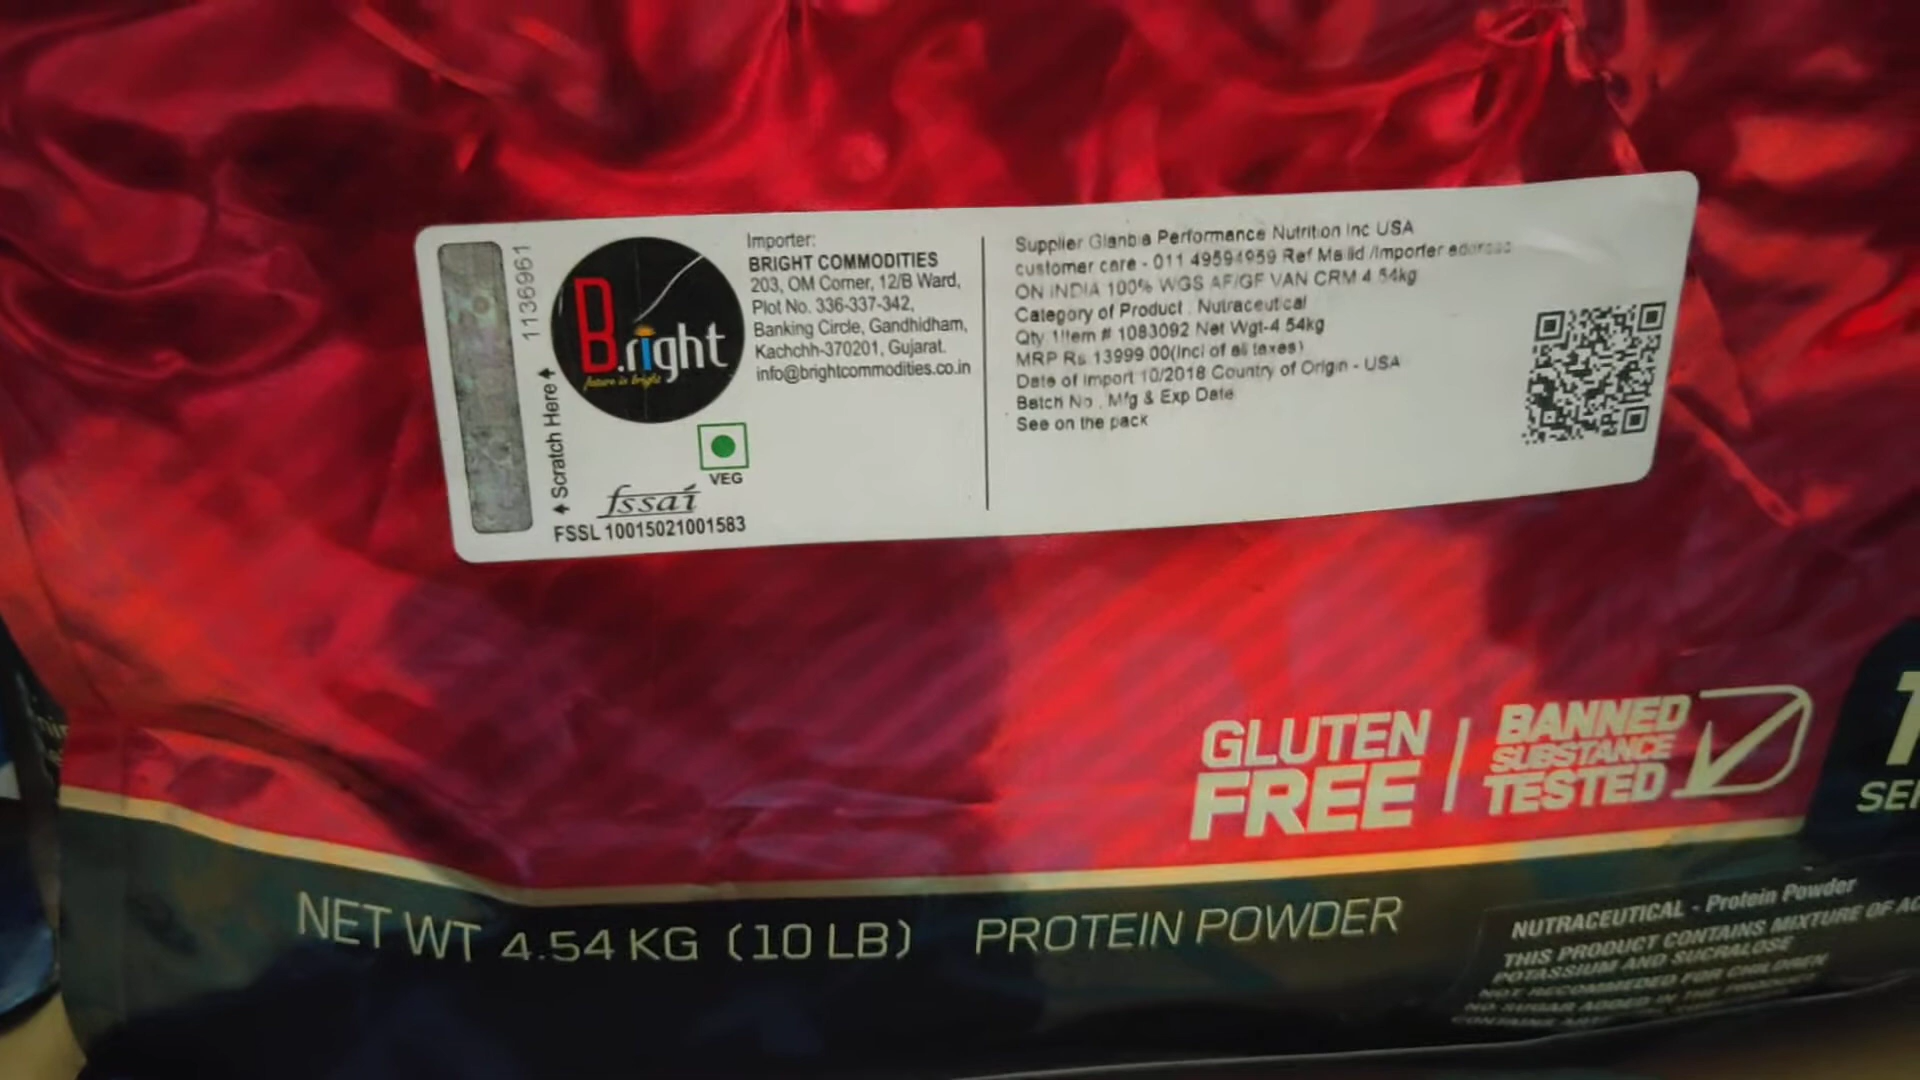 1136961
Scratch Here
B.right
future is bright
Importer:
BRIGHT COMMODITIES
203, OM Corner, 12/B Ward,
Plot No. 336-337-342,
Banking Circle, Gandhidham,
Kachchh-370201, Gujarat.
info@brightcommodities.co.in
VEG
fssai
FSSL 10015021001583
Supplier Glanbia Performance Nutrition Inc USA
customer care - 011 49594959 Ref Mailid /Importer address
ON INDIA 100% WGS AF/GF VAN CRM 4 54kg
Category of Product . Nutraceutical
Qty 1Item # 1083092 Net Wgt-4 54kg
MRP Rs 13999 00(Incl of all taxes)
Date of Import 10/2018 Country of Origin - USA
Batch No . Mfg & Exp Date
See on the pack
GLUTEN
FREE
BANNED
SUBSTANCE
TESTED
NET WT 4.54 KG (10 LB)
PROTEIN POWDER
NUTRACEUTICAL - Protein Powder
THIS PRODUCT CONTAINS MIXTURE OF
POTASSIUM AND SUCRALOSE
NOT RECOMMEDED FOR CHILDREN
NO SUGAR ADDED IN THE PRODUCT